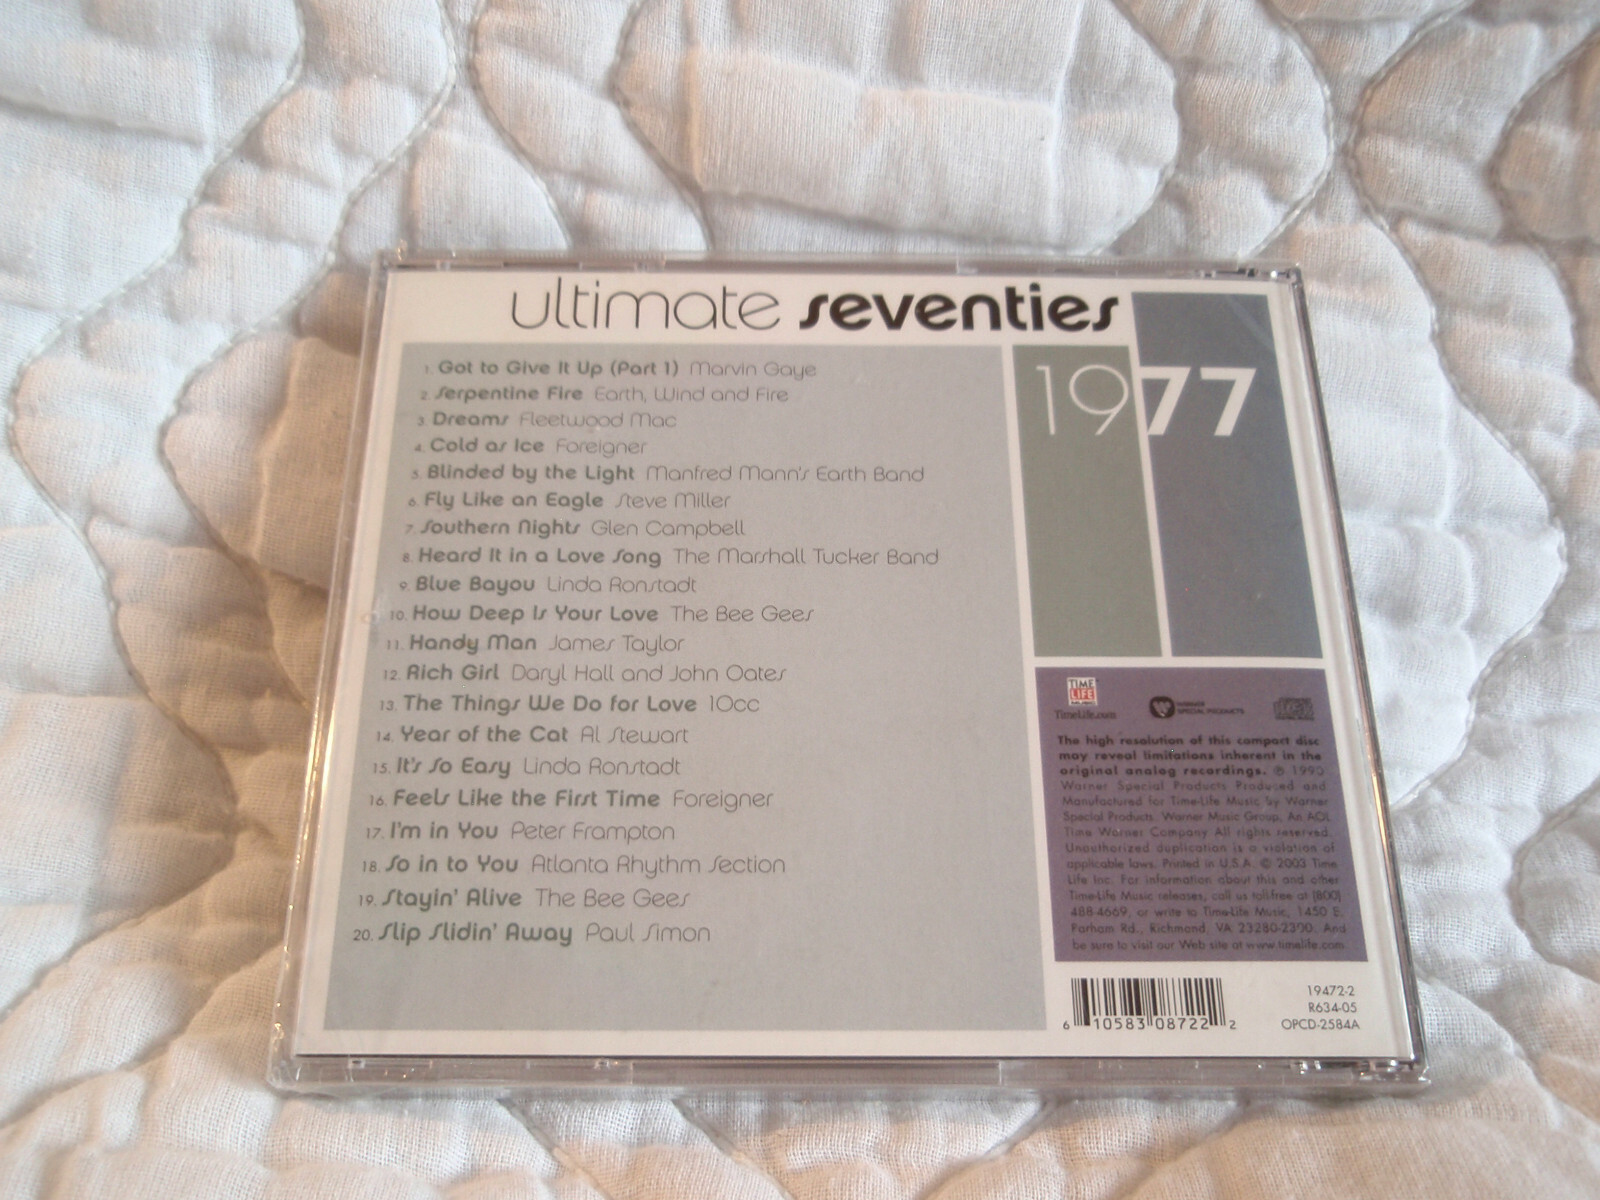 ultimate seventies
1977
1. Got to Give It Up (Part 1) Marvin Gaye
2. Serpentine Fire Earth, Wind and Fire
3. Dreams Fleetwood Mac
4. Cold as Ice Foreigner
5. Blinded by the Light Manfred Mann's Earth Band
6. Fly Like an Eagle Steve Miller
7. Southern Nights Glen Campbell
8. Heard It in a Love Song The Marshall Tucker Band
9. Blue Bayou Linda Ronstadt
10. How Deep Is Your Love The Bee Gees
11. Handy Man James Taylor
12. Rich Girl Daryl Hall and John Oates
13. The Things We Do for Love 10cc
14. Year of the Cat Al Stewart
15. It's So Easy Linda Ronstadt
16. Feels Like the First Time Foreigner
17. I'm in You Peter Frampton
18. So in to You Atlanta Rhythm Section
19. Stayin' Alive The Bee Gees
20. Slip Slidin' Away Paul Simon
TIME
LIFE
MUSIC
TimeLife.com
WARNER
SPECIAL PRODUCTS
The high resolution of this compact disc
may reveal limitations inherent in the
original analog recordings. ℗
Warner Special Products Produced and
Manufactured for Time-Life Music by Warner
Special Products. Warner Music Group, An AOL
Time Warner Company All rights reserved.
Unauthorized duplication is a violation of
applicable laws. Printed in U.S.A. © 2003 Time
Life Inc. For information about this and other
Time-Life Music releases, call us toll-free at (800)
488-4669, or write to Time-Life Music, 1450 E.
Parham Rd., Richmond, VA 23280-2300. And
be sure to visit our Web site at www.timelife.com
6 10583 08722 2
19472-2
R634-05
OPCD-2584A